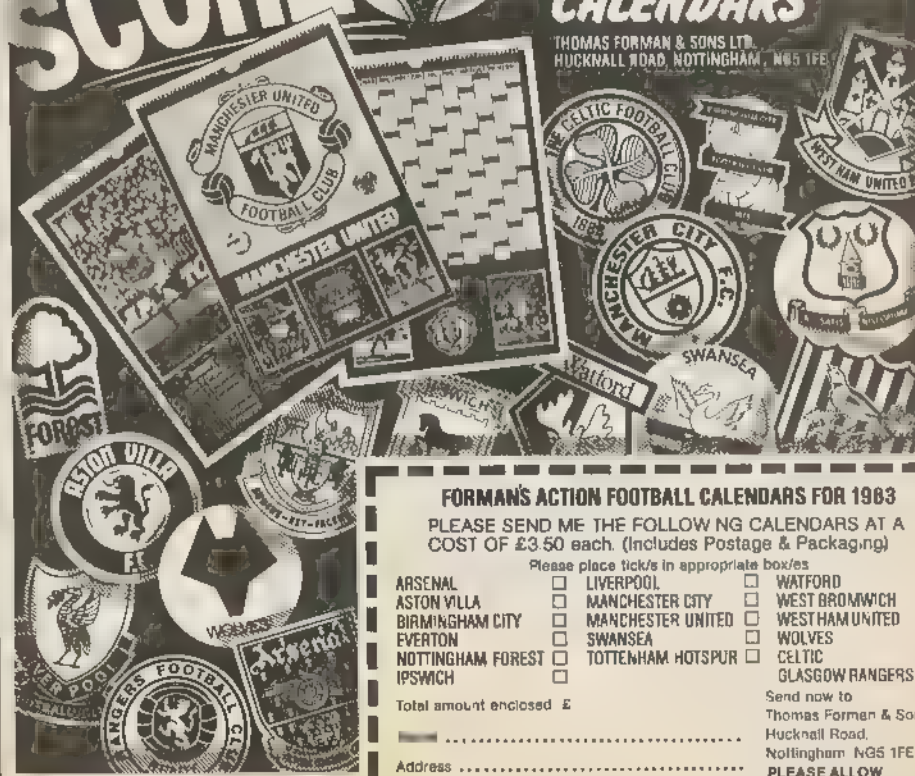 CALENDARS
THOMAS FORMAN & SONS LTD.
HUCKNALL ROAD, NOTTINGHAM, NG5 1FE
MANCHESTER UNITED
FOOTBALL CLUB
MANCHESTER UNITED
THE CELTIC FOOTBALL CLUB
WEST HAM UNITED
MANCHESTER CITY F.C.
SWANSEA
Watford
IPSWICH
FOREST
ASTON VILLA
F.C.
WOLVES
Arsenal
LIVERPOOL
RANGERS FOOTBALL CLUB
FORMAN'S ACTION FOOTBALL CALENDARS FOR 1983
PLEASE SEND ME THE FOLLOW NG CALENDARS AT A
COST OF £3.50 each. (Includes Postage & Packaging)
Please place tick/s in appropriate box/es
ARSENAL □ LIVERPOOL □ WATFORD
ASTON VILLA □ MANCHESTER CITY □ WEST BROMWICH
BIRMINGHAM CITY □ MANCHESTER UNITED □ WEST HAM UNITED
EVERTON □ SWANSEA □ WOLVES
NOTTINGHAM FOREST □ TOTTENHAM HOTSPUR □ CELTIC
IPSWICH □ GLASGOW RANGERS
Total amount enclosed £
Address
Send now to
Thomas Forman & So
Hucknall Road,
Nottingham NG5 1FE
PLEASE ALLOW